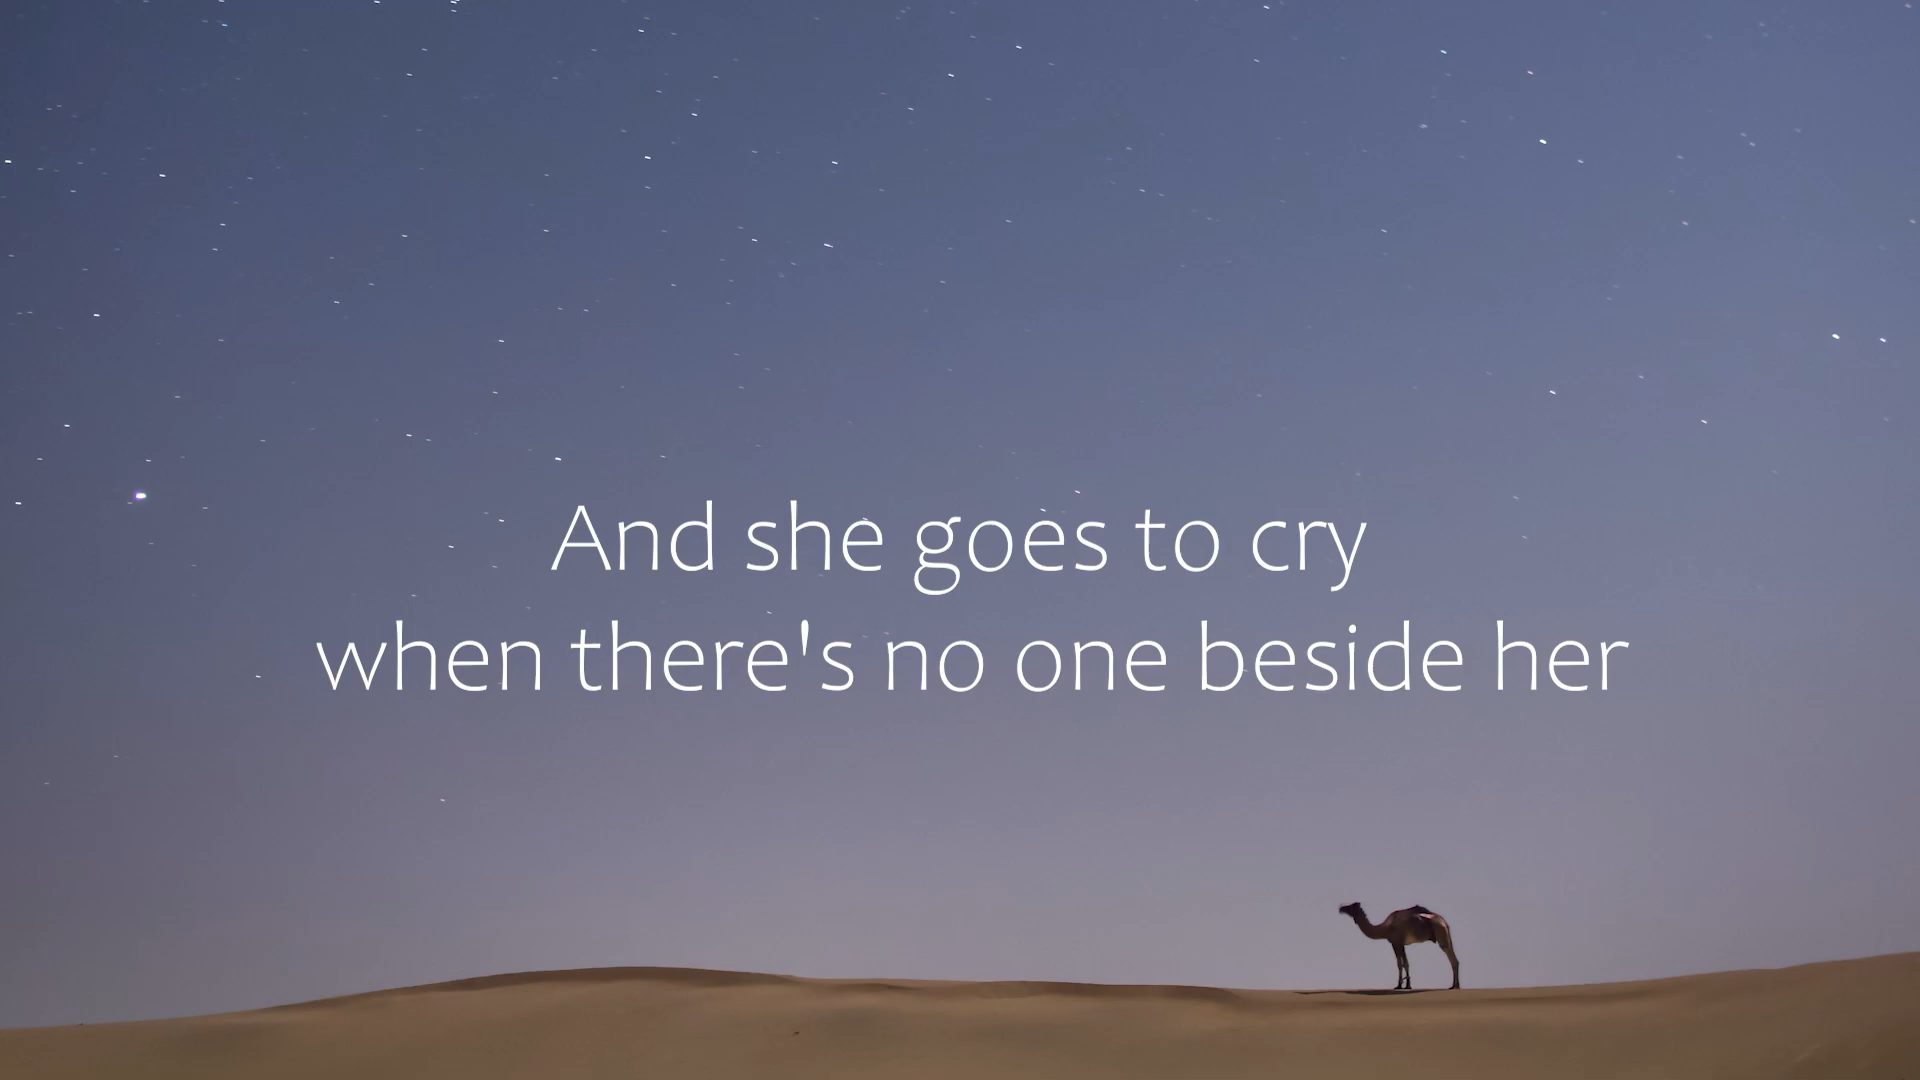 And she goes to cry
when there's no one beside her